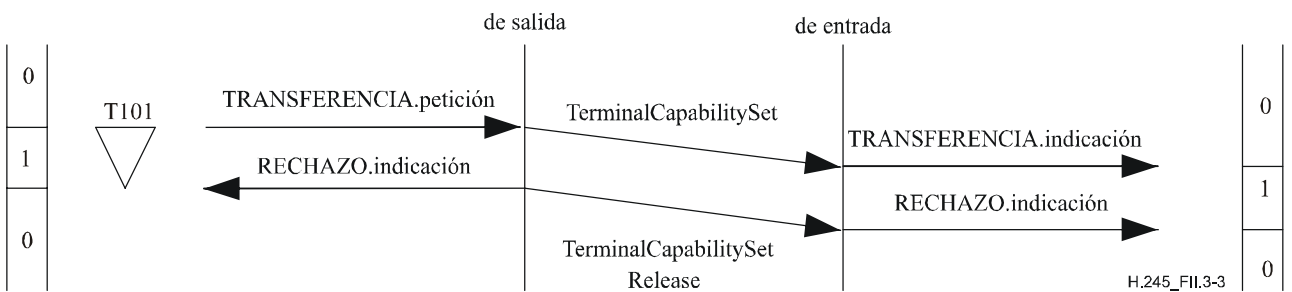 de salida
de entrada
0
T101
TRANSFERENCIA.petición
TerminalCapabilitySet
0
TRANSFERENCIA.indicación
1
RECHAZO.indicación
1
RECHAZO.indicación
0
TerminalCapabilitySet
Release
0
H.245_FII.3-3